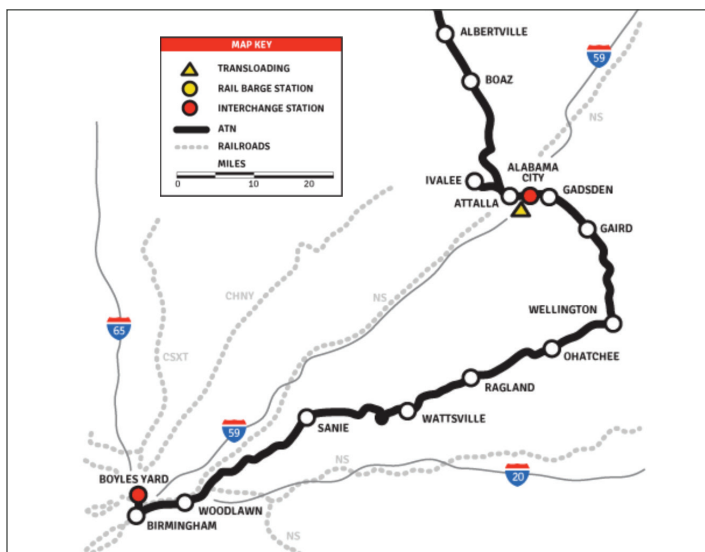 ALBERTVILLE
MAP KEY
TRANSLOADING
RAIL BARGE STATION
INTERCHANGE STATION
ATN
RAILROADS
MILES
0 10 20
59
BOAZ
NS
ALABAMA
CITY
IVALEE
ATTALLA
GADSDEN
GAIRD
WELLINGTON
OHATCHEE
RAGLAND
WATTSVILLE
SANIE
NS
CHNY
65
CSXT
59
NS
20
BOYLES YARD
WOODLAWN
BIRMINGHAM
NS